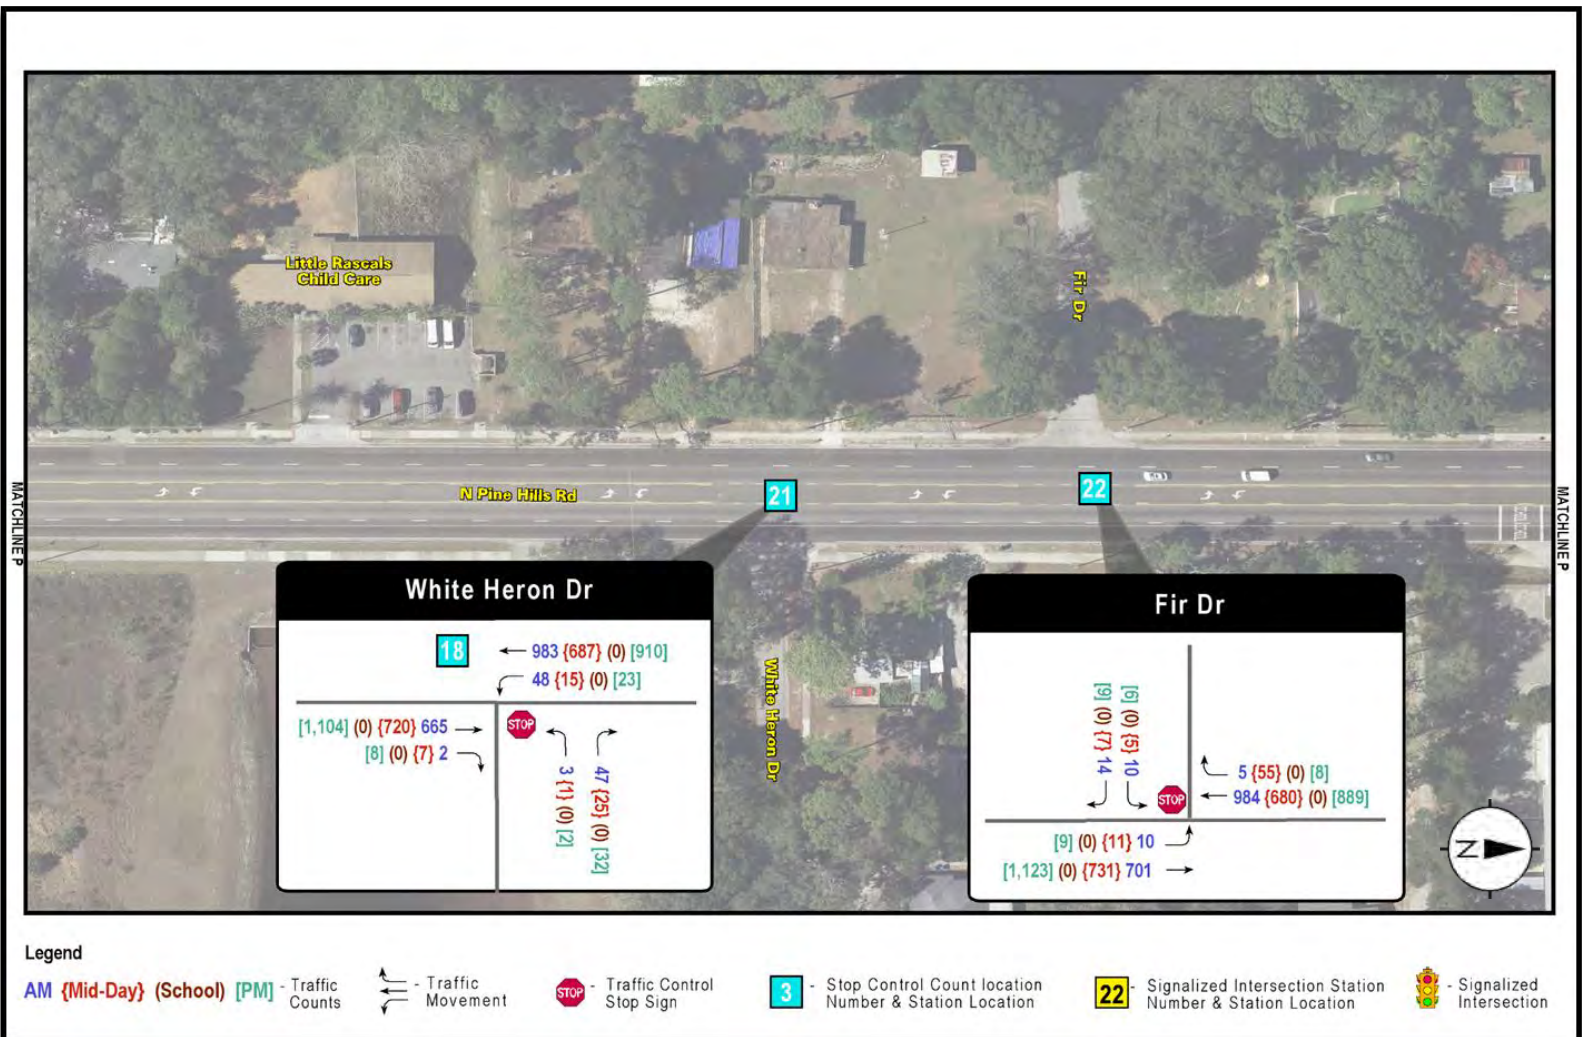 Little Rascals
Child Care
Fir Dr
N Pine Hills Rd
21
22
MATCHLINE P
MATCHLINE P
White Heron Dr
White Heron Dr
18
983 {687} (0) [910]
48 {15} (0) [23]
[1,104] (0) {720} 665
[8] (0) {7} 2
STOP
3 {1} (0) [2]
47 {25} (0) [32]
Fir Dr
[9] (0) {7} 14
[6] (0) {5} 10
STOP
5 {55} (0) [8]
984 {680} (0) [889]
[9] (0) {11} 10
[1,123] (0) {731} 701
N
Legend
AM {Mid-Day} (School) [PM] - Traffic
Counts
- Traffic
Movement
STOP - Traffic Control
Stop Sign
3 - Stop Control Count location
Number & Station Location
22 - Signalized Intersection Station
Number & Station Location
- Signalized
Intersection